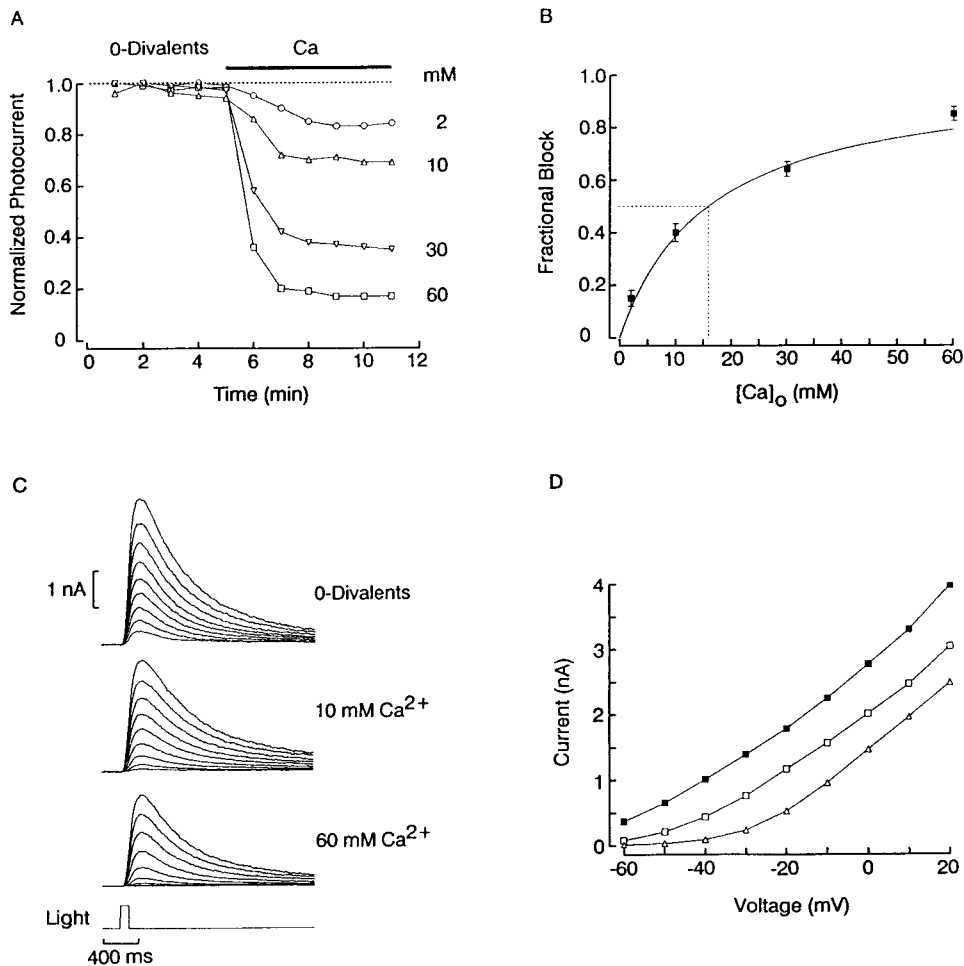 A
0-Divalents
Ca
mM
1.0
0.8
0.6
0.4
0.2
0
2
10
30
60
Normalized Photocurrent
0
2
4
6
8
10
12
Time (min)
B
1.0
0.8
0.6
0.4
0.2
0
Fractional Block
0
10
20
30
40
50
60
[Ca]o (mM)
C
1 nA
0-Divalents
10 mM Ca2+
60 mM Ca2+
Light
400 ms
D
4
3
2
1
0
Current (nA)
-60
-40
-20
0
20
Voltage (mV)